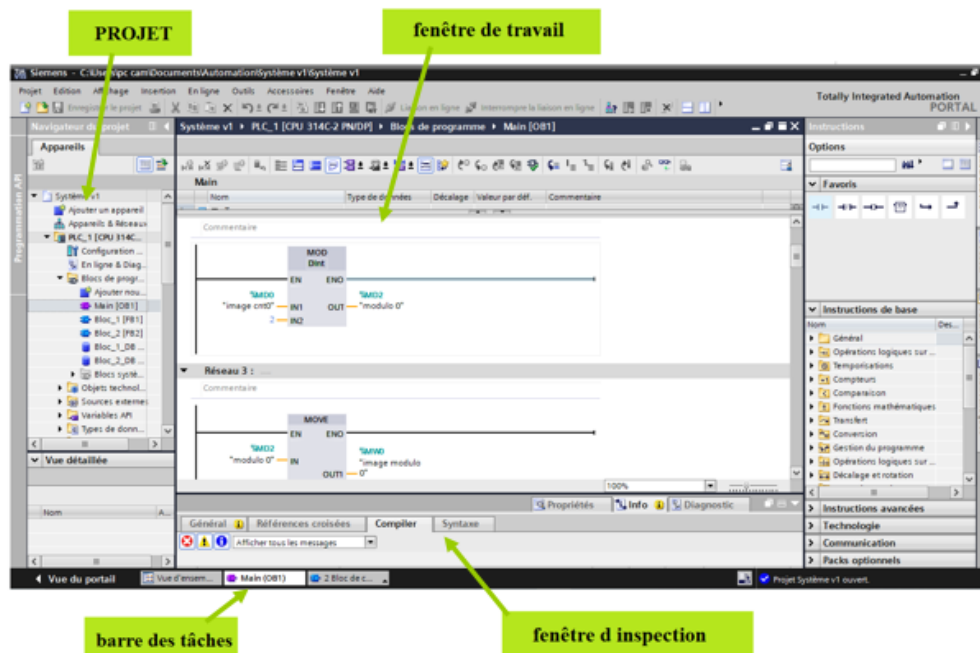 PROJET
fenêtre de travail
Siemens - C:\Users\pc cam\Documents\Automation\Système v1\Système v1
Projet Edition Affichage Insertion En ligne Outils Accessoires Fenêtre Aide
Enregistrer le projet
Liaison en ligne
Interrompre la liaison en ligne
Totally Integrated Automation
PORTAL
Navigateur du projet
Système v1 PLC_1 [CPU 314C-2 PN/DP] Blocs de programme Main [OB1]
Instructions
Appareils
Options
Programmation API
Main
Nom Type de données Décalage Valeur par déf. Commentaire
Favoris
Système v1
Ajouter un appareil
Appareils & Réseaux
PLC_1 [CPU 314C...
Configuration ...
En ligne & Diag...
Blocs de progr...
Ajouter nou...
Main [OB1]
Bloc_1 [FB1]
Bloc_2 [FB2]
Bloc_1_DB ...
Bloc_2_DB ...
Blocs systè...
Objets technol...
Sources externes
Variables API
Types de donn...
Vue détaillée
Nom A...
Commentaire
MOD
Dint
EN ENO
%MD0
"image cnt0" IN1
2 IN2
%MD2
OUT "modulo 0"
Réseau 3 : ....
Commentaire
MOVE
EN ENO
%MD2
"modulo 0" IN
%MW0
"image modulo
OUT1 0"
100%
Instructions de base
Nom Des...
Général
Opérations logiques sur ...
Temporisations
Compteurs
Comparaison
Fonctions mathématiques
Transfert
Conversion
Gestion du programme
Opérations logiques sur ...
Décalage et rotation
Instructions avancées
Technologie
Communication
Packs optionnels
Propriétés Info Diagnostic
Général Références croisées Compiler Syntaxe
Afficher tous les messages
Vue du portail Vue d'ensem... Main (OB1) 2 Bloc de c...
Projet Système v1 ouvert.
barre des tâches
fenêtre d inspection